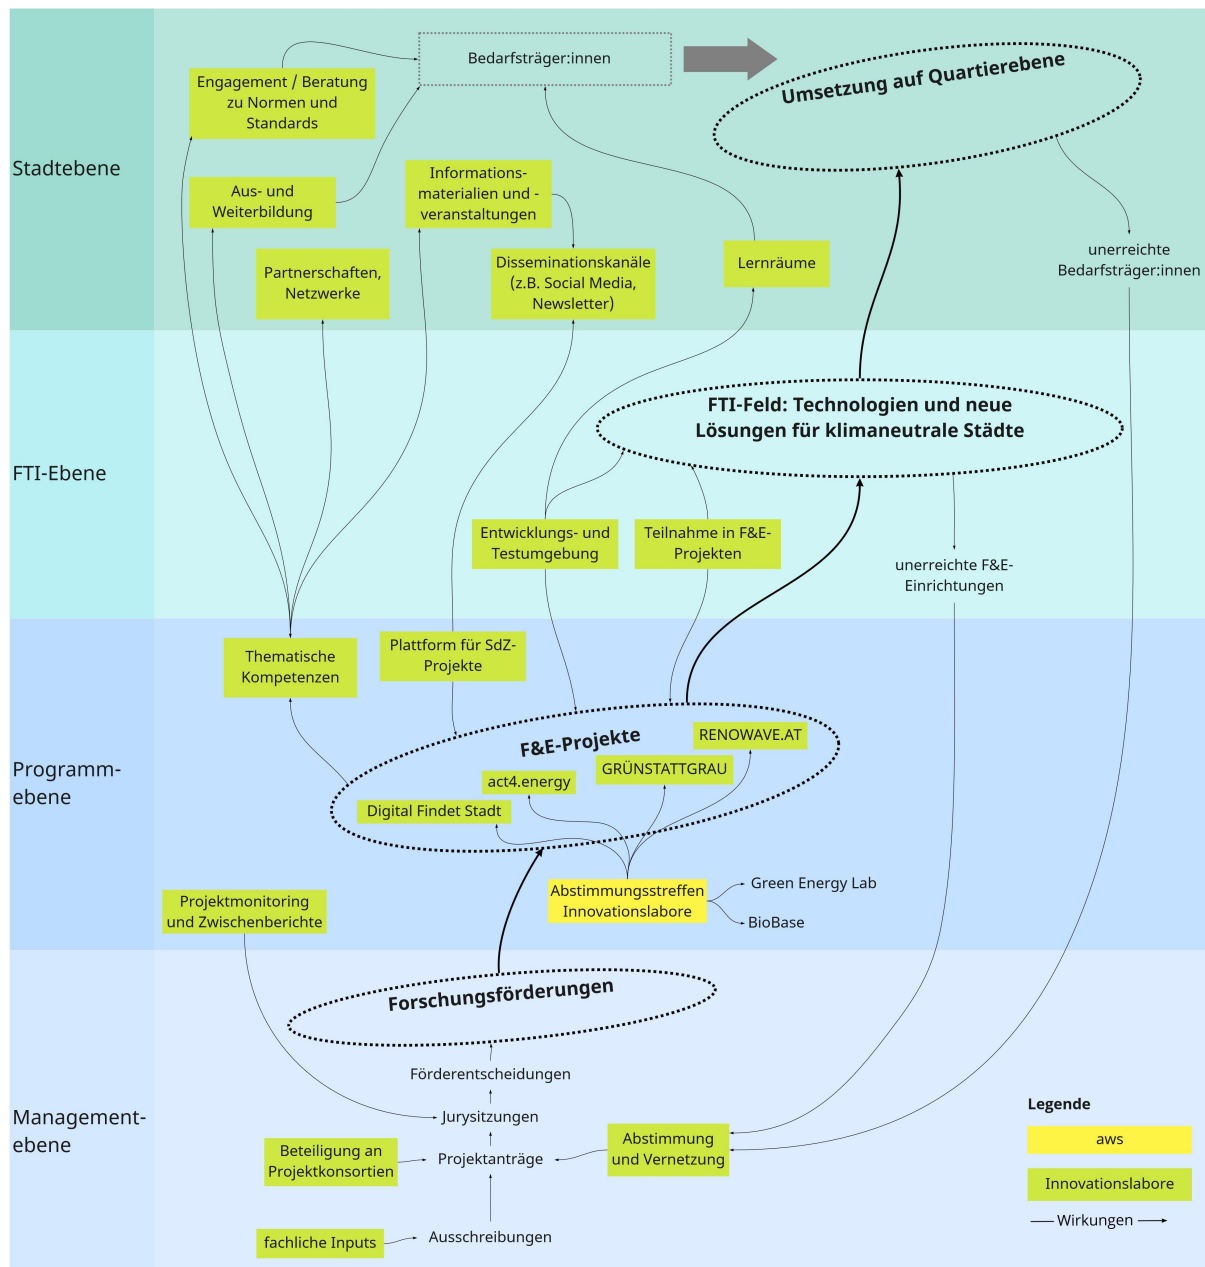 Stadtebene
Bedarfsträger:innen
Umsetzung auf Quartierebene
Engagement / Beratung
zu Normen und
Standards
Aus- und
Weiterbildung
Informations-
materialien und -
veranstaltungen
Partnerschaften,
Netzwerke
Disseminationskanäle
(z.B. Social Media,
Newsletter)
Lernräume
unerreichte
Bedarfsträger:innen
FTI-Ebene
FTI-Feld: Technologien und neue
Lösungen für klimaneutrale Städte
Entwicklungs- und
Testumgebung
Teilnahme in F&E-
Projekten
unerreichte F&E-
Einrichtungen
Programm-
ebene
Thematische
Kompetenzen
Plattform für SdZ-
Projekte
F&E-Projekte
RENOWAVE.AT
GRÜNSTATTGRAU
act4.energy
Digital Findet Stadt
Abstimmungsstreffen
Innovationslabore
Green Energy Lab
BioBase
Projektmonitoring
und Zwischenberichte
Management-
ebene
Forschungsförderungen
Förderentscheidungen
Jurysitzungen
Beteiligung an
Projektkonsortien
Projektanträge
Abstimmung
und Vernetzung
fachliche Inputs
Ausschreibungen
Legende
aws
Innovationslabore
Wirkungen